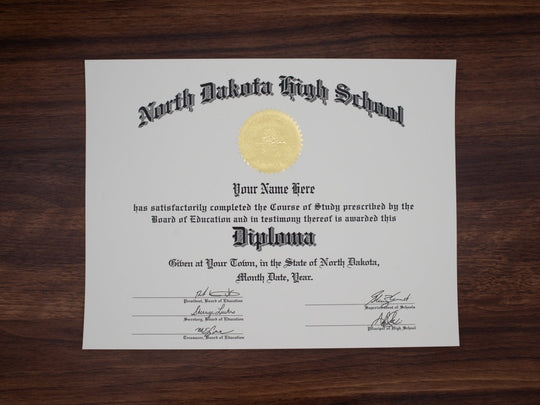 North Dakota High School
Your Name Here
has satisfactorily completed the Course of Study prescribed by the
Board of Education and in testimony thereof is awarded this
Diploma
Given at Your Town, in the State of North Dakota,
Month Date, Year.
President, Board of Education
Superintendent of Schools
Secretary, Board of Education
Principal of High School
Treasurer, Board of Education